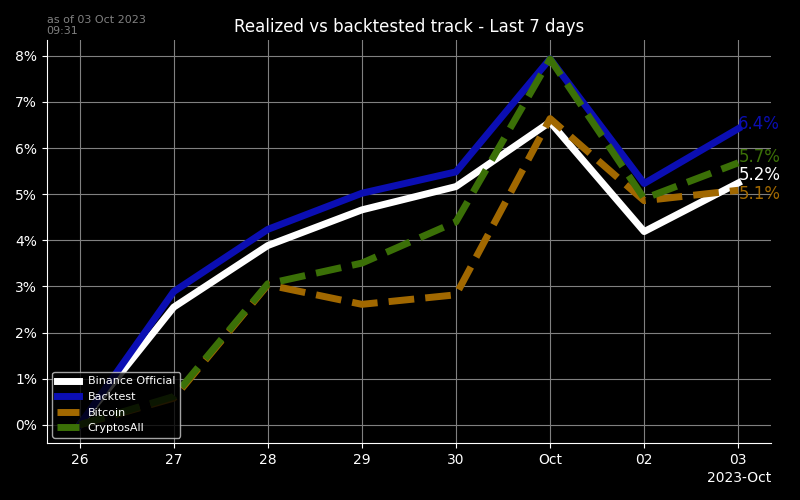 as of 03 Oct 2023
09:31
Realized vs backtested track - Last 7 days
8%
7%
6%
5%
4%
3%
2%
1%
0%
6.4%
5.7%
5.2%
5.1%
Binance Official
Backtest
Bitcoin
CryptosAll
26 27 28 29 30 Oct 02 03
2023-Oct